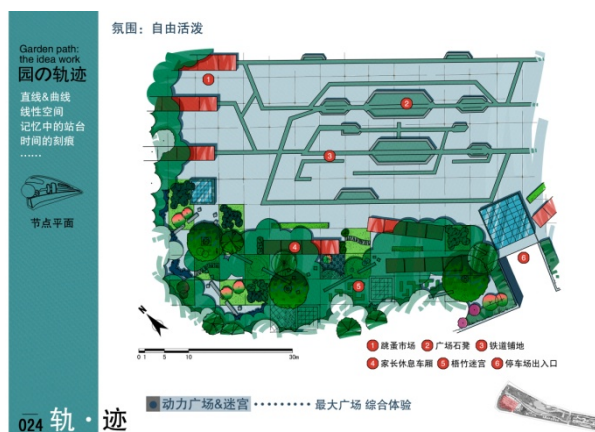 氛围：自由活泼
Garden path:
the idea work
园の轨迹
直线&曲线
线性空间
记忆中的站台
时间的刻痕
......
节点平面
1
2
3
4
5
6
N
0 1 5 10 30m
1 跳蚤市场 2 广场石凳 3 铁道铺地
4 家长休息车厢 5 梧竹迷宫 6 停车场出入口
动力广场&迷宫 ········· 最大广场 综合体验
024 轨·迹